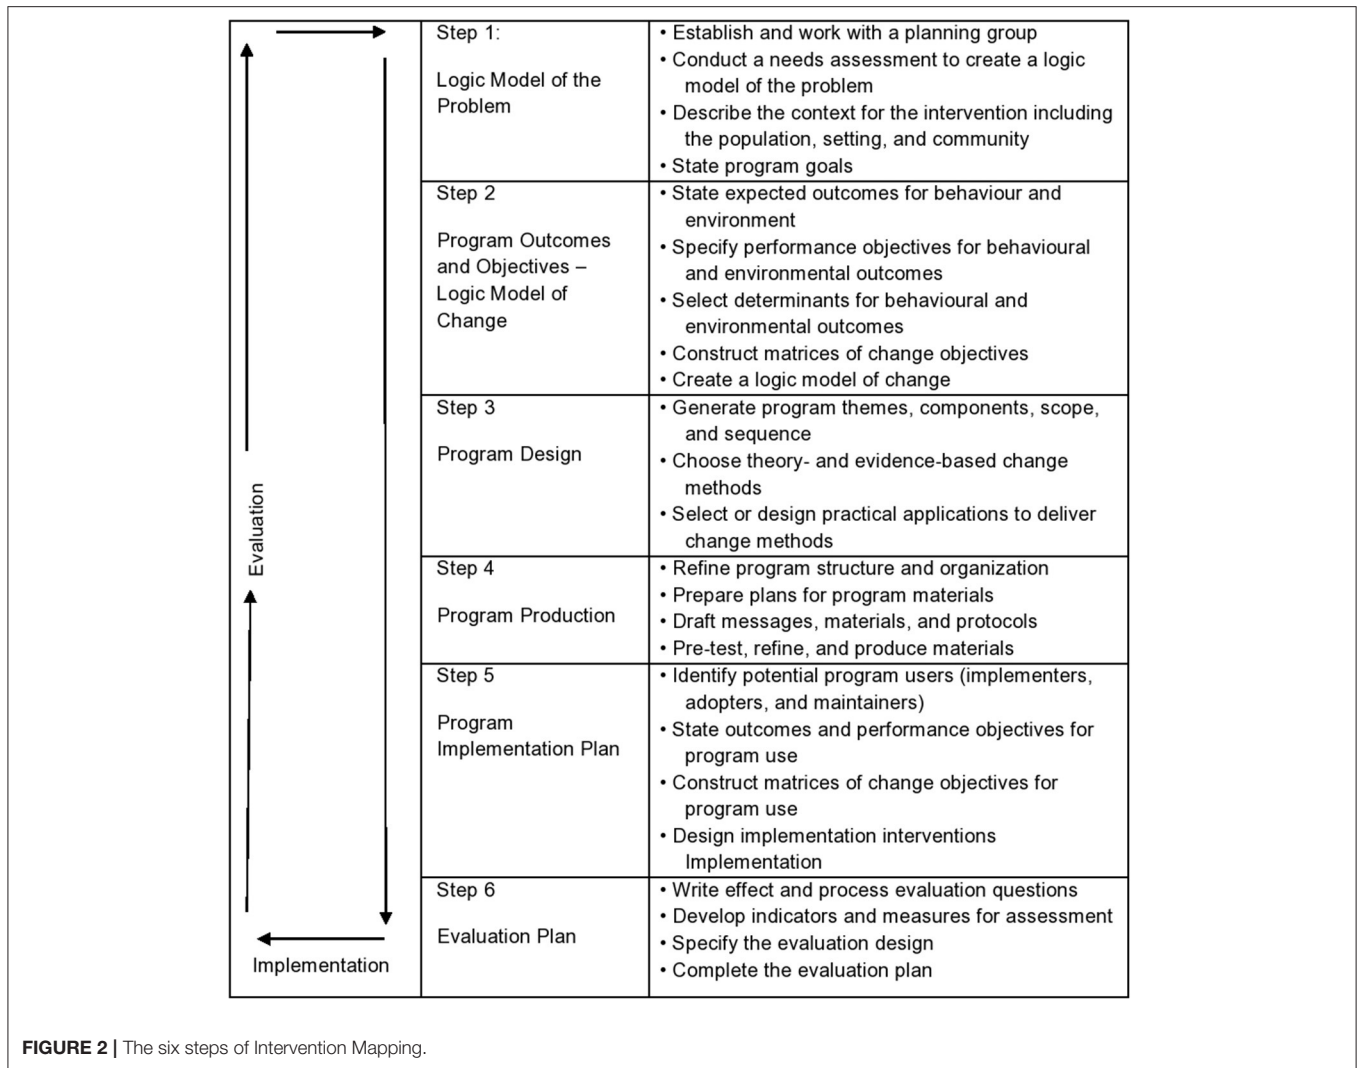 Step 1:
Logic Model of the
Problem
• Establish and work with a planning group
• Conduct a needs assessment to create a logic
model of the problem
• Describe the context for the intervention including
the population, setting, and community
• State program goals
Step 2
Program Outcomes
and Objectives –
Logic Model of
Change
• State expected outcomes for behaviour and
environment
• Specify performance objectives for behavioural
and environmental outcomes
• Select determinants for behavioural and
environmental outcomes
• Construct matrices of change objectives
• Create a logic model of change
Step 3
Program Design
• Generate program themes, components, scope,
and sequence
• Choose theory- and evidence-based change
methods
• Select or design practical applications to deliver
change methods
Evaluation
Step 4
Program Production
• Refine program structure and organization
• Prepare plans for program materials
• Draft messages, materials, and protocols
• Pre-test, refine, and produce materials
Step 5
Program
Implementation Plan
• Identify potential program users (implementers,
adopters, and maintainers)
• State outcomes and performance objectives for
program use
• Construct matrices of change objectives for
program use
• Design implementation interventions
Implementation
Step 6
Evaluation Plan
• Write effect and process evaluation questions
• Develop indicators and measures for assessment
• Specify the evaluation design
• Complete the evaluation plan
Implementation
FIGURE 2 | The six steps of Intervention Mapping.